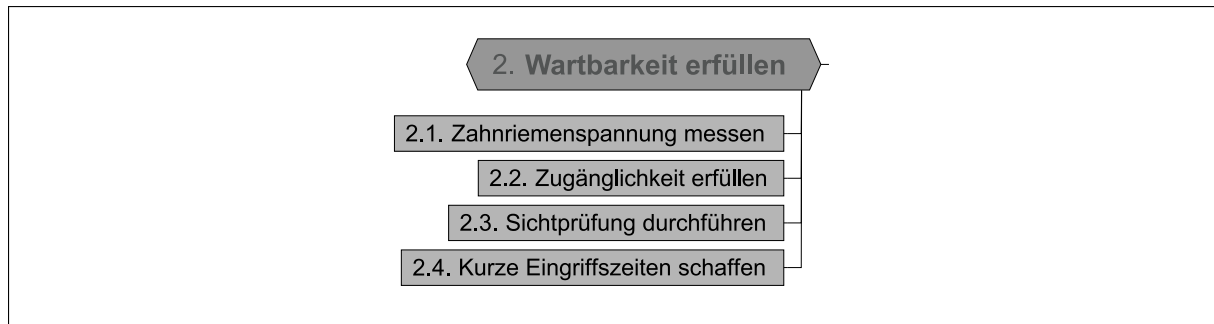 2. Wartbarkeit erfüllen
2.1. Zahnriemenspannung messen
2.2. Zugänglichkeit erfüllen
2.3. Sichtprüfung durchführen
2.4. Kurze Eingriffszeiten schaffen